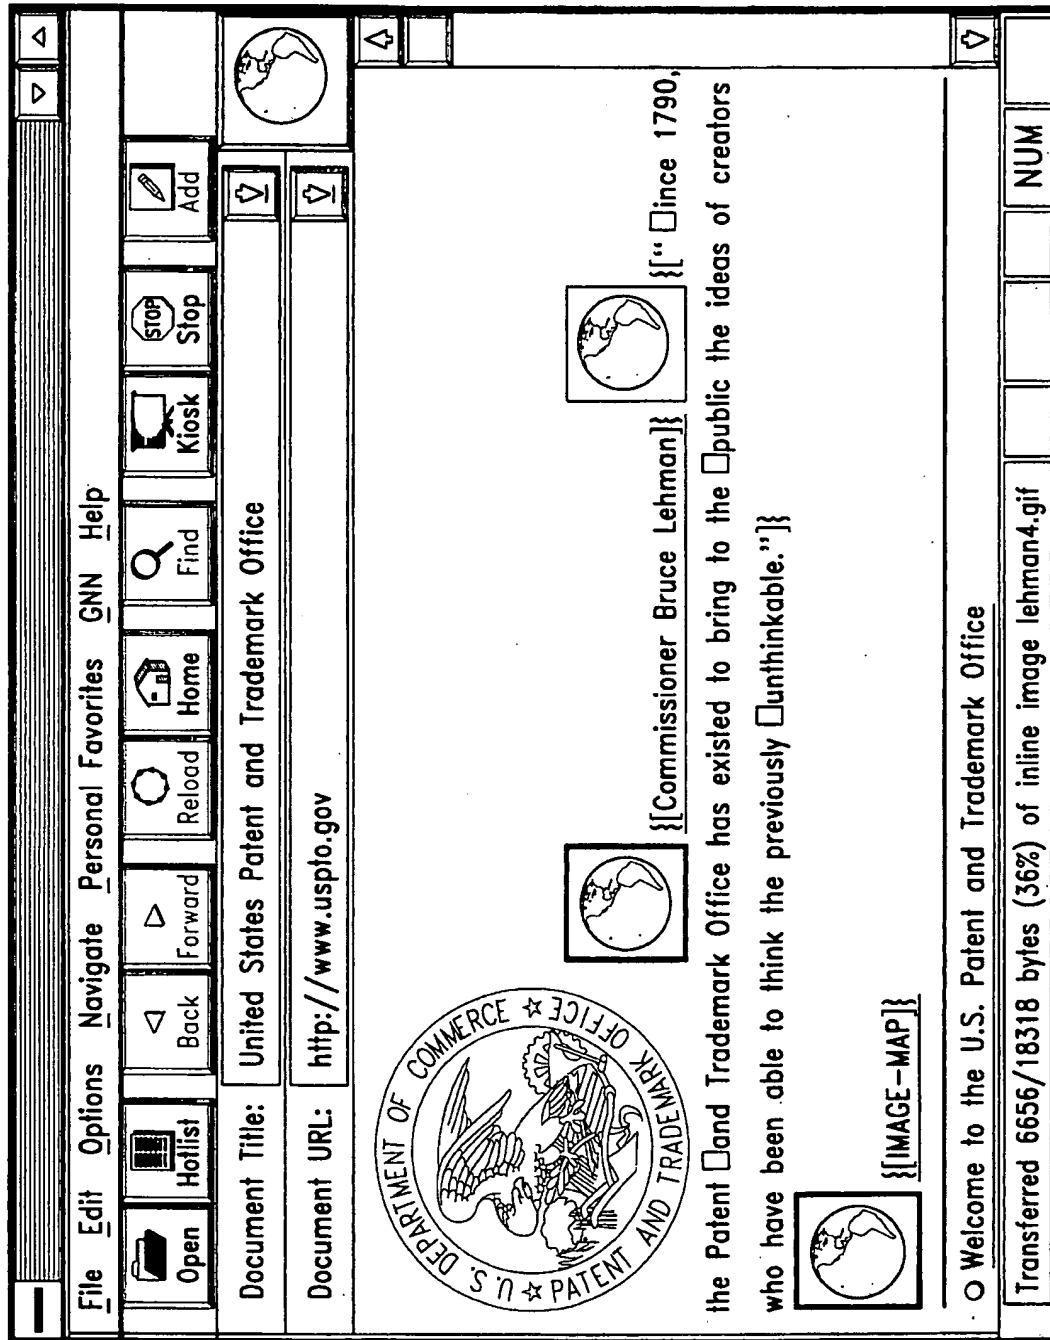 File Edit Options Navigate Personal Favorites GNN Help
Open Hotlist Back Forward Reload Home Find Kiosk STOP Stop Add
Document Title: United States Patent and Trademark Office
Document URL: http://www.uspto.gov
U.S. DEPARTMENT OF COMMERCE ☆ PATENT AND TRADEMARK OFFICE ☆
}[Commissioner Bruce Lehman]} }[“ □ince 1790,
the Patent □and Trademark Office has existed to bring to the □public the ideas of creators
who have been able to think the previously □unthinkable.”]}
}[IMAGE-MAP]}
○ Welcome to the U.S. Patent and Trademark Office
Transferred 6656/18318 bytes (36%) of inline image lehman4.gif NUM